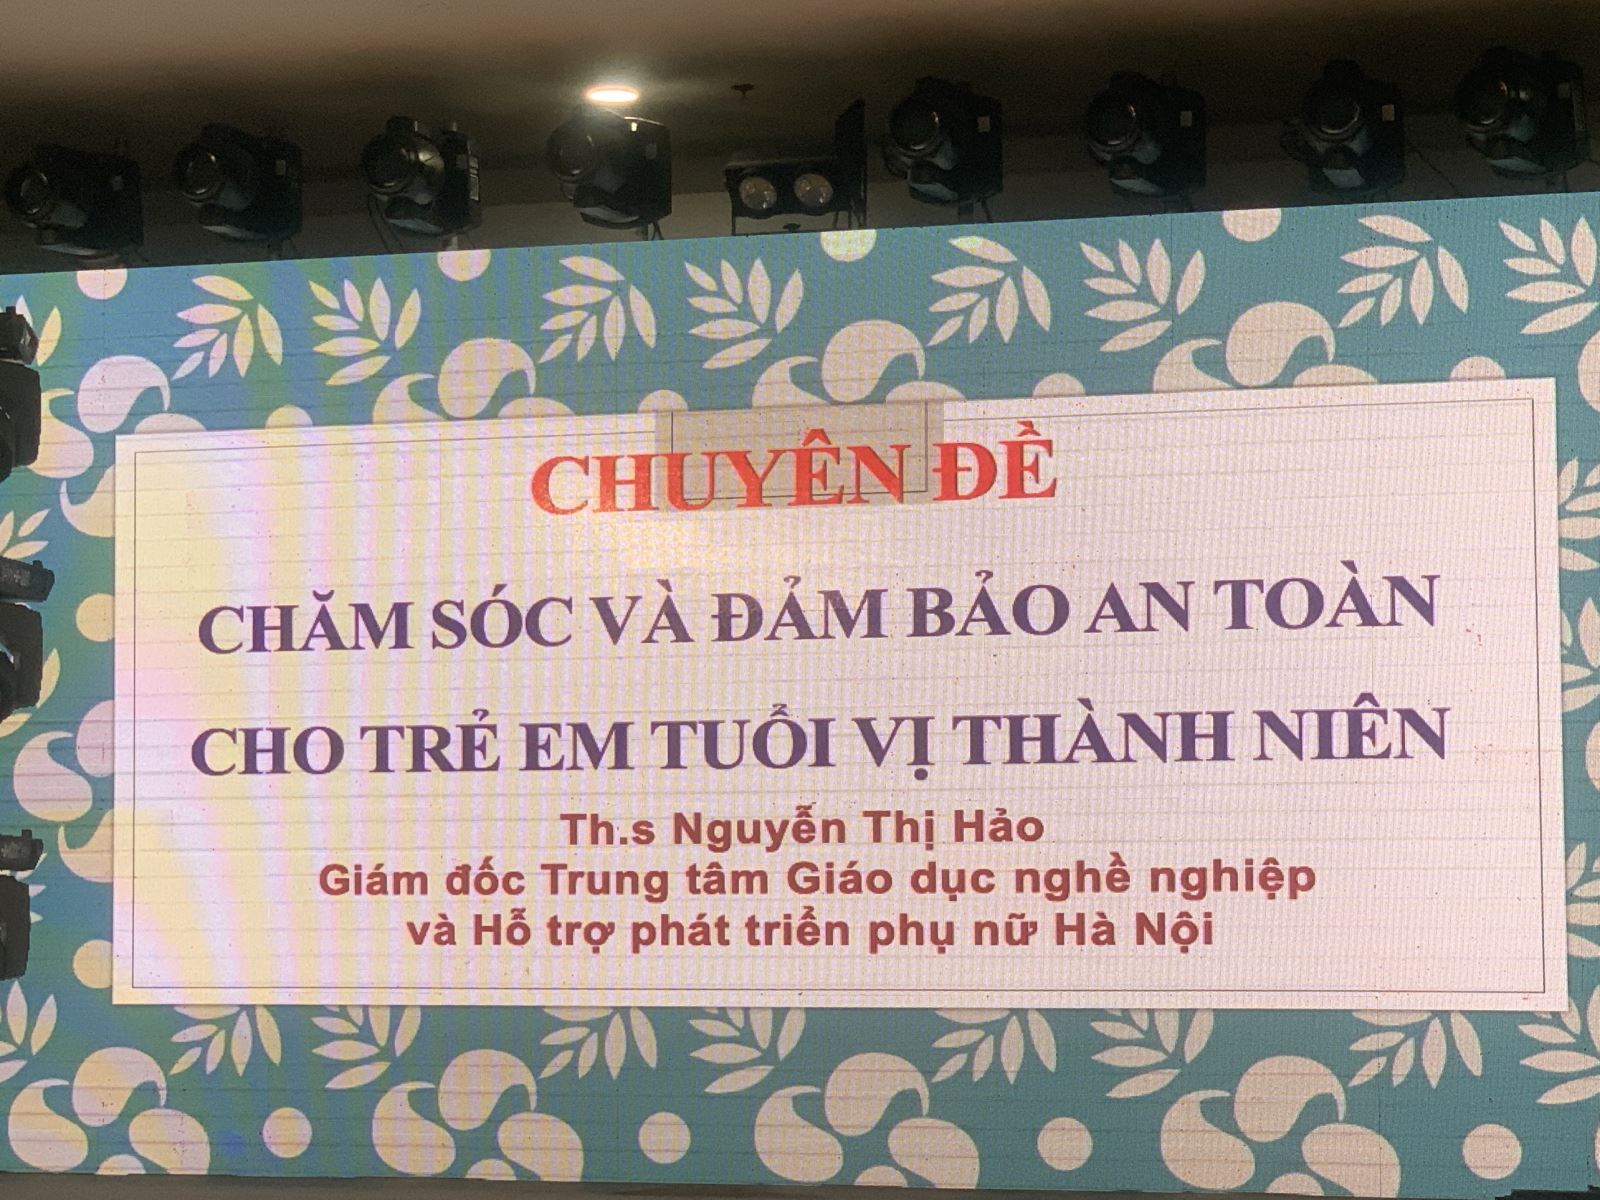 CHUYÊN ĐỀ
CHĂM SÓC VÀ ĐẢM BẢO AN TOÀN
CHO TRẺ EM TUỔI VỊ THÀNH NIÊN
Th.s Nguyễn Thị Hảo
Giám đốc Trung tâm Giáo dục nghề nghiệp
và Hỗ trợ phát triển phụ nữ Hà Nội